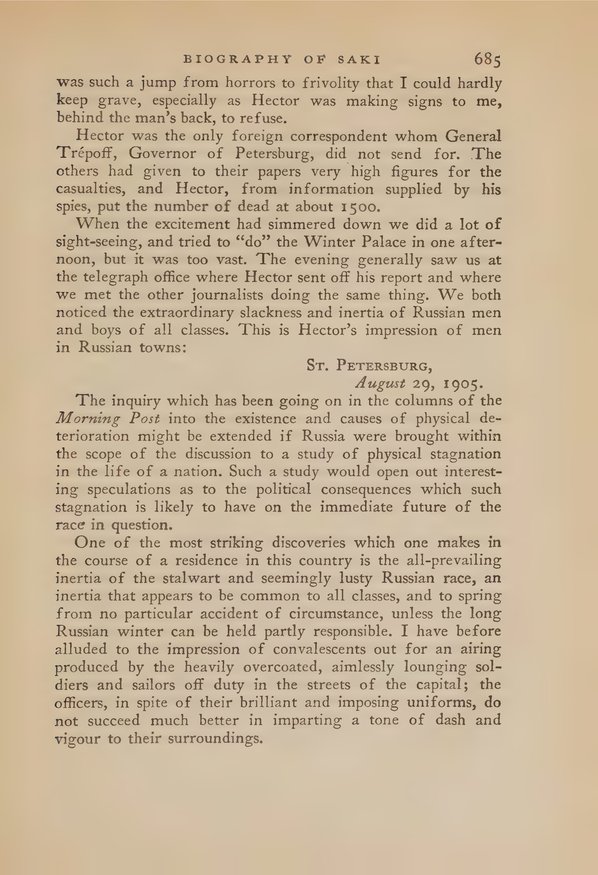 BIOGRAPHY OF SAKI 685
was such a jump from horrors to frivolity that I could hardly
keep grave, especially as Hector was making signs to me,
behind the man's back, to refuse.
Hector was the only foreign correspondent whom General
Trépoff, Governor of Petersburg, did not send for. The
others had given to their papers very high figures for the
casualties, and Hector, from information supplied by his
spies, put the number of dead at about 1500.
When the excitement had simmered down we did a lot of
sight-seeing, and tried to "do" the Winter Palace in one after-
noon, but it was too vast. The evening generally saw us at
the telegraph office where Hector sent off his report and where
we met the other journalists doing the same thing. We both
noticed the extraordinary slackness and inertia of Russian men
and boys of all classes. This is Hector's impression of men
in Russian towns:
St. Petersburg,
August 29, 1905.
The inquiry which has been going on in the columns of the
Morning Post into the existence and causes of physical de-
terioration might be extended if Russia were brought within
the scope of the discussion to a study of physical stagnation
in the life of a nation. Such a study would open out interest-
ing speculations as to the political consequences which such
stagnation is likely to have on the immediate future of the
race in question.
One of the most striking discoveries which one makes in
the course of a residence in this country is the all-prevailing
inertia of the stalwart and seemingly lusty Russian race, an
inertia that appears to be common to all classes, and to spring
from no particular accident of circumstance, unless the long
Russian winter can be held partly responsible. I have before
alluded to the impression of convalescents out for an airing
produced by the heavily overcoated, aimlessly lounging sol-
diers and sailors off duty in the streets of the capital; the
officers, in spite of their brilliant and imposing uniforms, do
not succeed much better in imparting a tone of dash and
vigour to their surroundings.